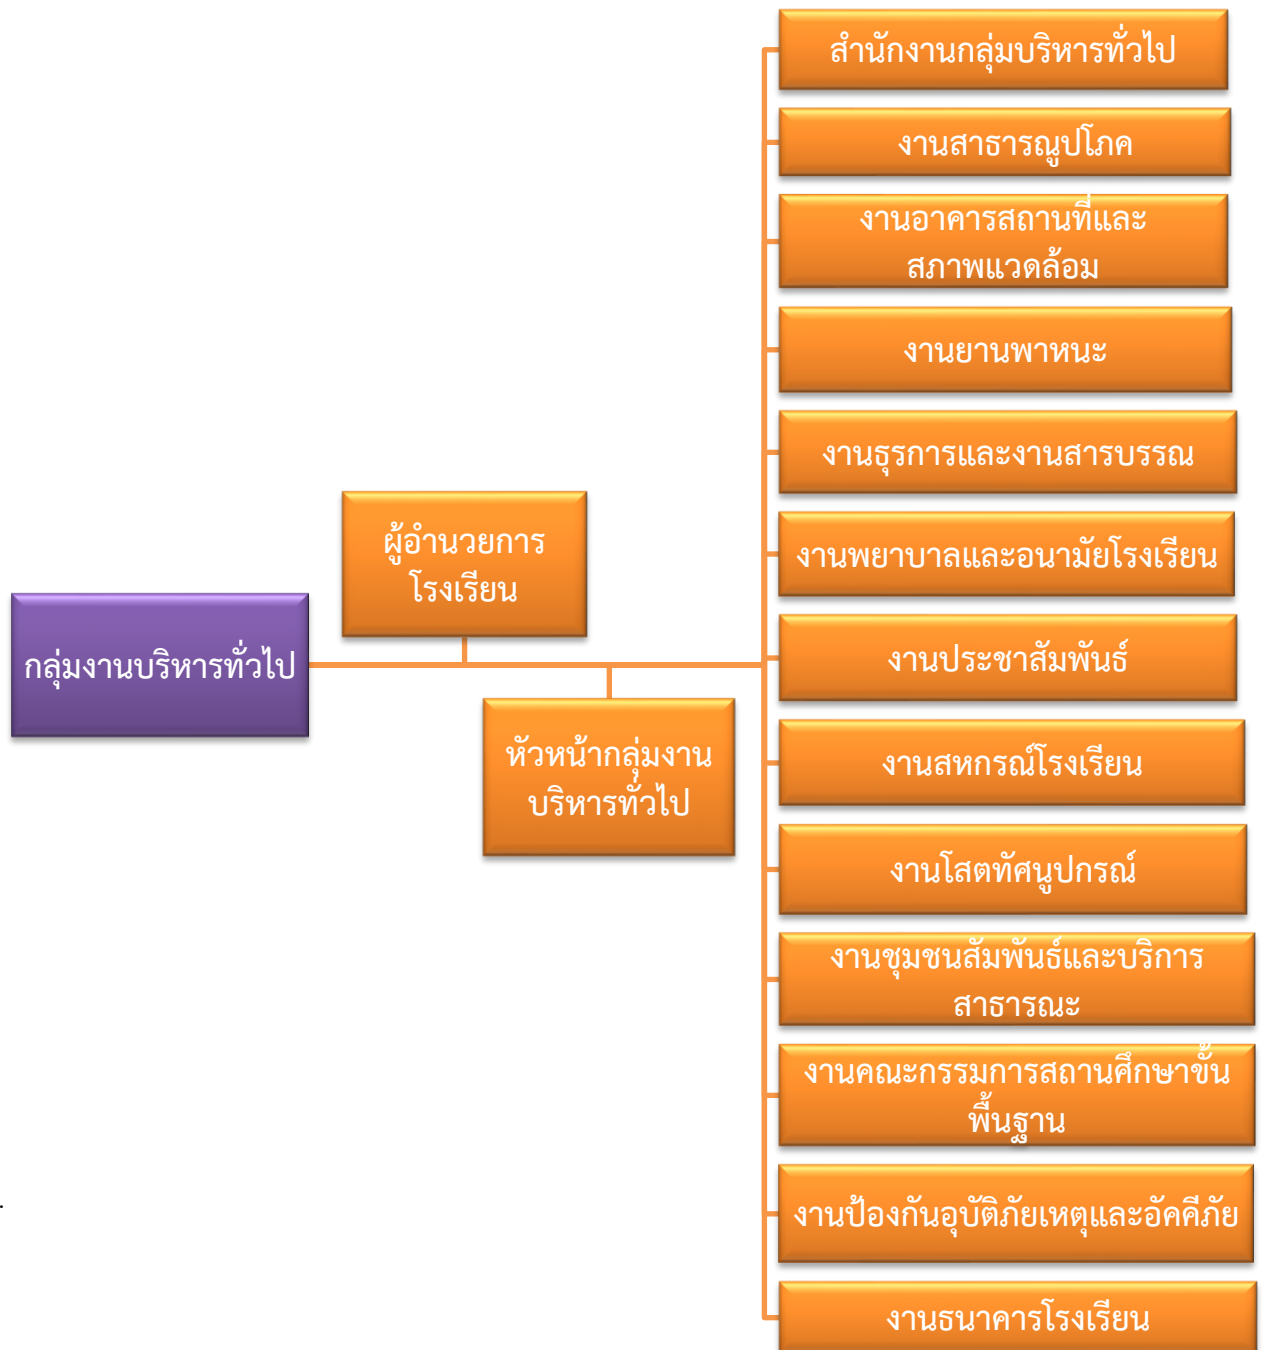 สำนักงานกลุ่มบริหารทั่วไป
งานสาธารณูปโภค
งานอาคารสถานที่และ
สภาพแวดล้อม
งานยานพาหนะ
งานธุรการและงานสารบรรณ
ผู้อำนวยการ
โรงเรียน
งานพยาบาลและอนามัยโรงเรียน
กลุ่มงานบริหารทั่วไป
งานประชาสัมพันธ์
หัวหน้ากลุ่มงาน
บริหารทั่วไป
งานสหกรณ์โรงเรียน
งานโสตทัศนูปกรณ์
งานชุมชนสัมพันธ์และบริการ
สาธารณะ
งานคณะกรรมการสถานศึกษาขั้น
พื้นฐาน
.
งานป้องกันอุบัติภัยเหตุและอัคคีภัย
งานธนาคารโรงเรียน